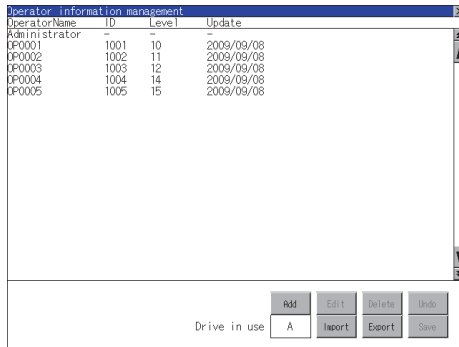 Operator information management
OperatorName ID Level Update
Administrator - - -
OP0001 1001 10 2009/09/08
OP0002 1002 11 2009/09/08
OP0003 1003 12 2009/09/08
OP0004 1004 14 2009/09/08
OP0005 1005 15 2009/09/08
Add Edit Delete Undo
Drive in use A Import Export Save